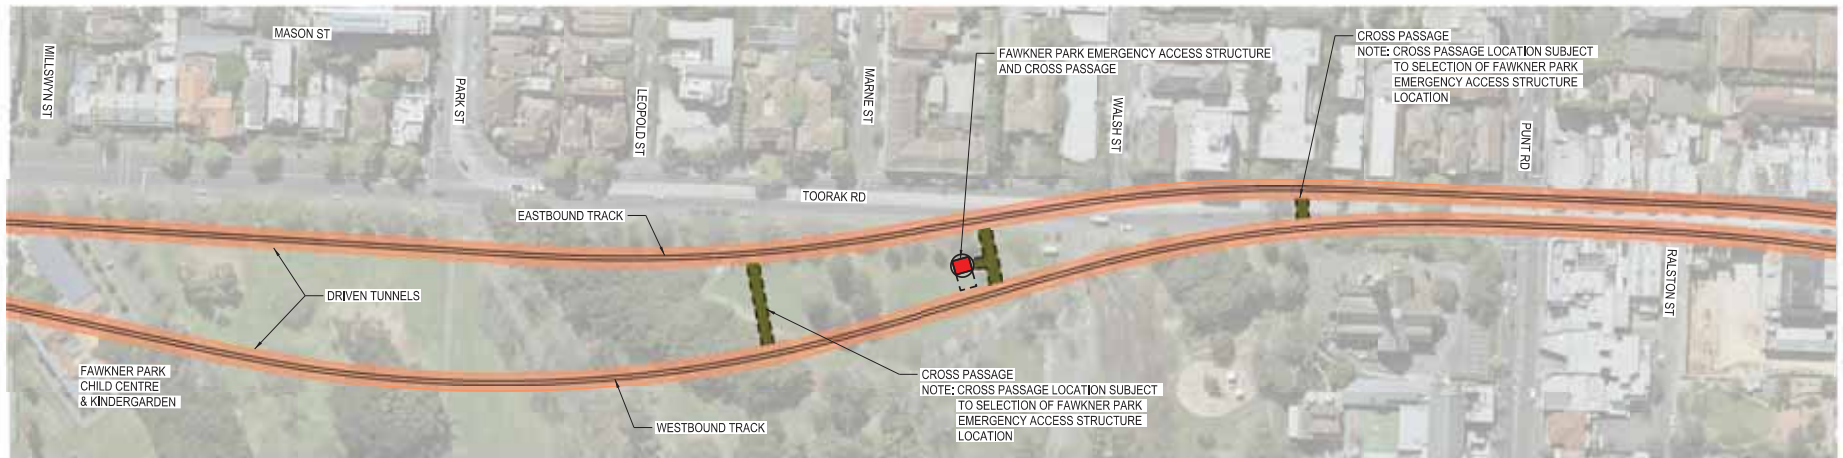 MASON ST
MILLSWYN ST
PARK ST
LEOPOLD ST
MARNE ST
FAWKNER PARK EMERGENCY ACCESS STRUCTURE
AND CROSS PASSAGE
WALSH ST
CROSS PASSAGE
NOTE: CROSS PASSAGE LOCATION SUBJECT
TO SELECTION OF FAWKNER PARK
EMERGENCY ACCESS STRUCTURE
LOCATION
PUNT RD
TOORAK RD
EASTBOUND TRACK
DRIVEN TUNNELS
RALSTON ST
FAWKNER PARK
CHILD CENTRE
& KINDERGARDEN
CROSS PASSAGE
NOTE: CROSS PASSAGE LOCATION SUBJECT
TO SELECTION OF FAWKNER PARK
EMERGENCY ACCESS STRUCTURE
LOCATION
WESTBOUND TRACK